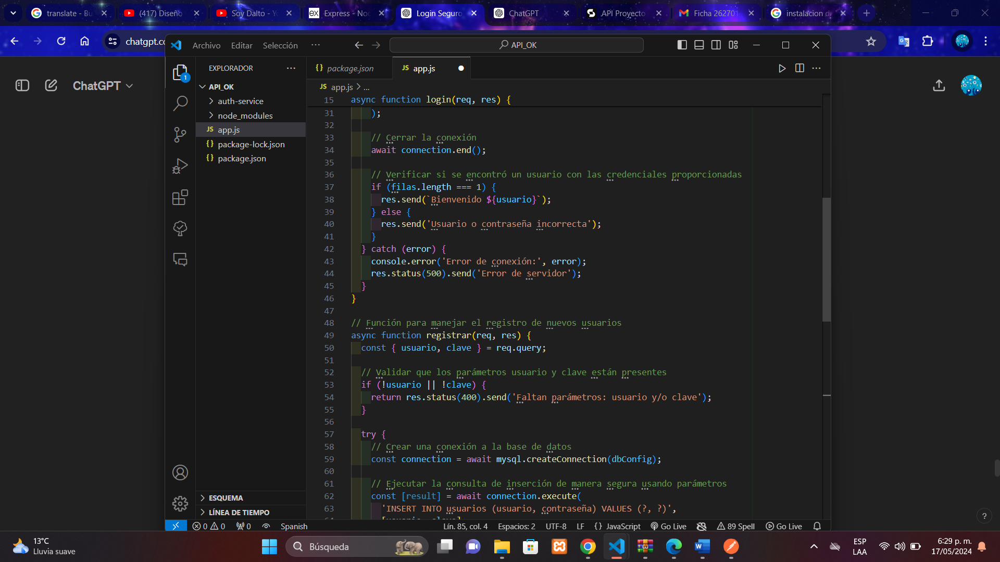 translate - Bu
(417) Diseño
Soy Dalto - Yo
Express - Nod
Login Seguro
ChatGPT
API Proyecto
Ficha 262701
instalacion de
chatgpt.co
ChatGPT
Archivo Editar Selección ···
API_OK
EXPLORADOR ···
API_OK
auth-service
node_modules
JS app.js
{} package-lock.json
{} package.json
ESQUEMA
LÍNEA DE TIEMPO
{} package.json
JS app.js
JS app.js > ...
15 async function login(req, res) {
31 );
32
33 // Cerrar la conexión
34 await connection.end();
35
36 // Verificar si se encontró un usuario con las credenciales proporcionadas
37 if (filas.length === 1) {
38 res.send(`Bienvenido ${usuario}`);
39 } else {
40 res.send('Usuario o contraseña incorrecta');
41 }
42 } catch (error) {
43 console.error('Error de conexión:', error);
44 res.status(500).send('Error de servidor');
45 }
46 }
47
48 // Función para manejar el registro de nuevos usuarios
49 async function registrar(req, res) {
50 const { usuario, clave } = req.query;
51
52 // Validar que los parámetros usuario y clave están presentes
53 if (!usuario || !clave) {
54 return res.status(400).send('Faltan parámetros: usuario y/o clave');
55 }
56
57 try {
58 // Crear una conexión a la base de datos
59 const connection = await mysql.createConnection(dbConfig);
60
61 // Ejecutar la consulta de inserción de manera segura usando parámetros
62 const [result] = await connection.execute(
63 'INSERT INTO usuarios (usuario, contraseña) VALUES (?, ?)',
0 0 0 Spanish Lín. 85, col. 4 Espacios: 2 UTF-8 LF {} JavaScript Go Live 89 Spell Go Live
13°C
Lluvia suave
Búsqueda
ESP
LAA
6:29 p. m.
17/05/2024